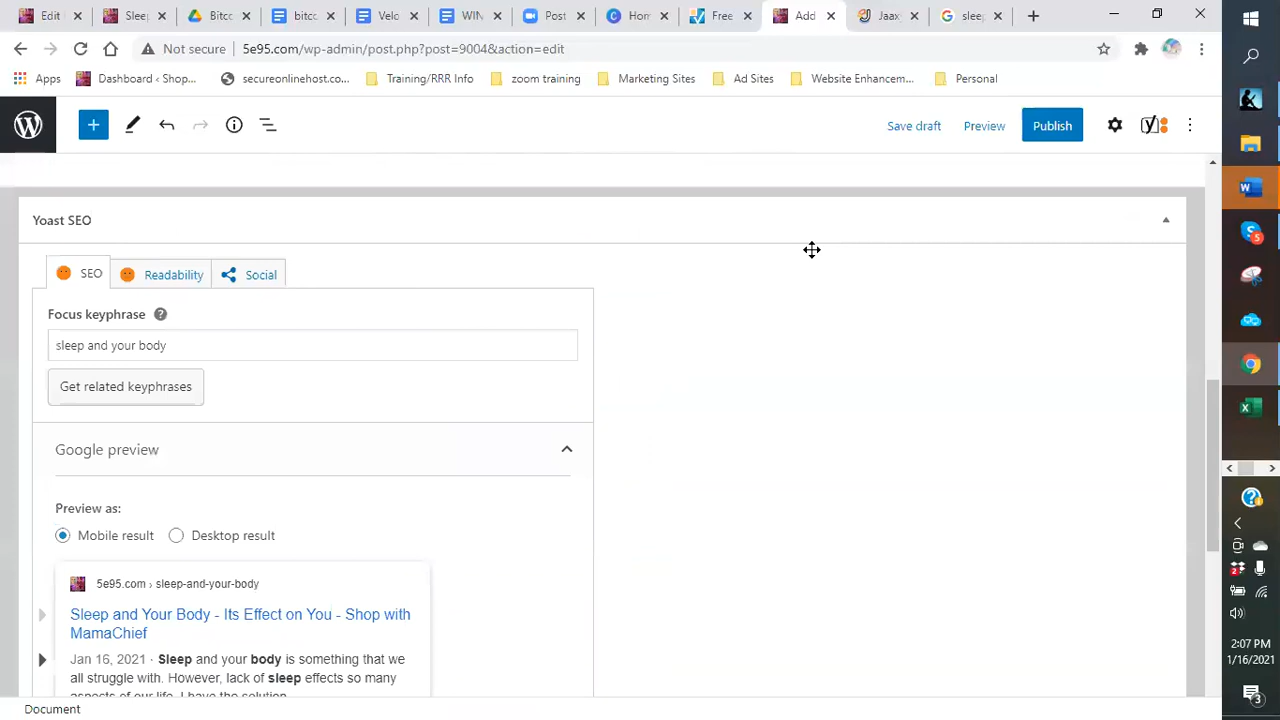 Edit
Sleep
Bitco
bitco
Velo
WIN
Last
Hom
Free
Add
Jaax
sleep
Not secure
5e95.com/wp-admin/post.php?post=9004&action=edit
Apps
Dashboard ‹ Shop...
secureonlinehost.co...
Training/RRR Info
zoom training
Marketing Sites
Ad Sites
Website Enhancem...
Personal
Save draft
Preview
Publish
Yoast SEO
SEO
Readability
Social
Focus keyphrase
sleep and your body
Get related keyphrases
Google preview
Preview as:
Mobile result
Desktop result
5e95.com › sleep-and-your-body
Sleep and Your Body - Its Effect on You - Shop with
MamaChief
Jan 16, 2021 · Sleep and your body is something that we
all struggle with. However, lack of sleep effects so many
aspects of our life. I have the solution
Document
2:07 PM
1/16/2021
3